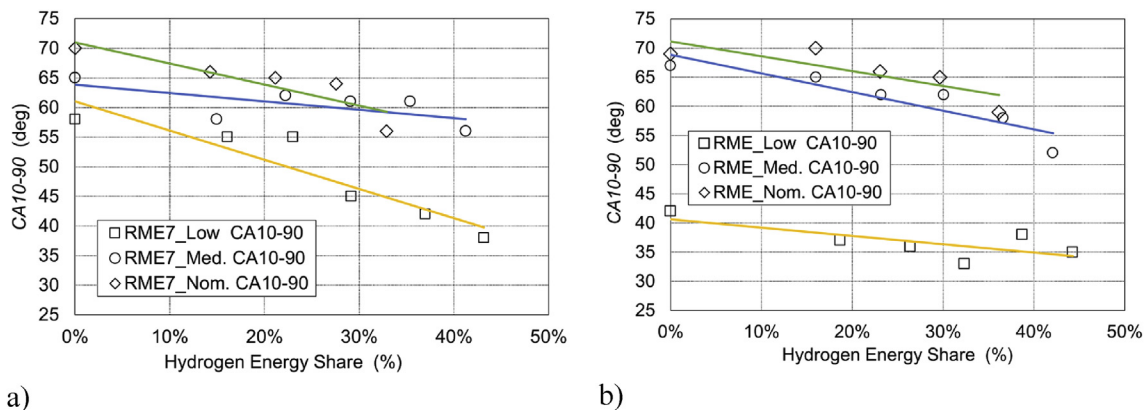 75
70
65
60
55
50
45
40
35
30
25
CA10-90 (deg)
RME7_Low CA10-90
RME7_Med. CA10-90
RME7_Nom. CA10-90
0% 10% 20% 30% 40% 50%
Hydrogen Energy Share (%)
a)
75
70
65
60
55
50
45
40
35
30
25
CA10-90 (deg)
RME_Low CA10-90
RME_Med. CA10-90
RME_Nom. CA10-90
0% 10% 20% 30% 40% 50%
Hydrogen Energy Share (%)
b)